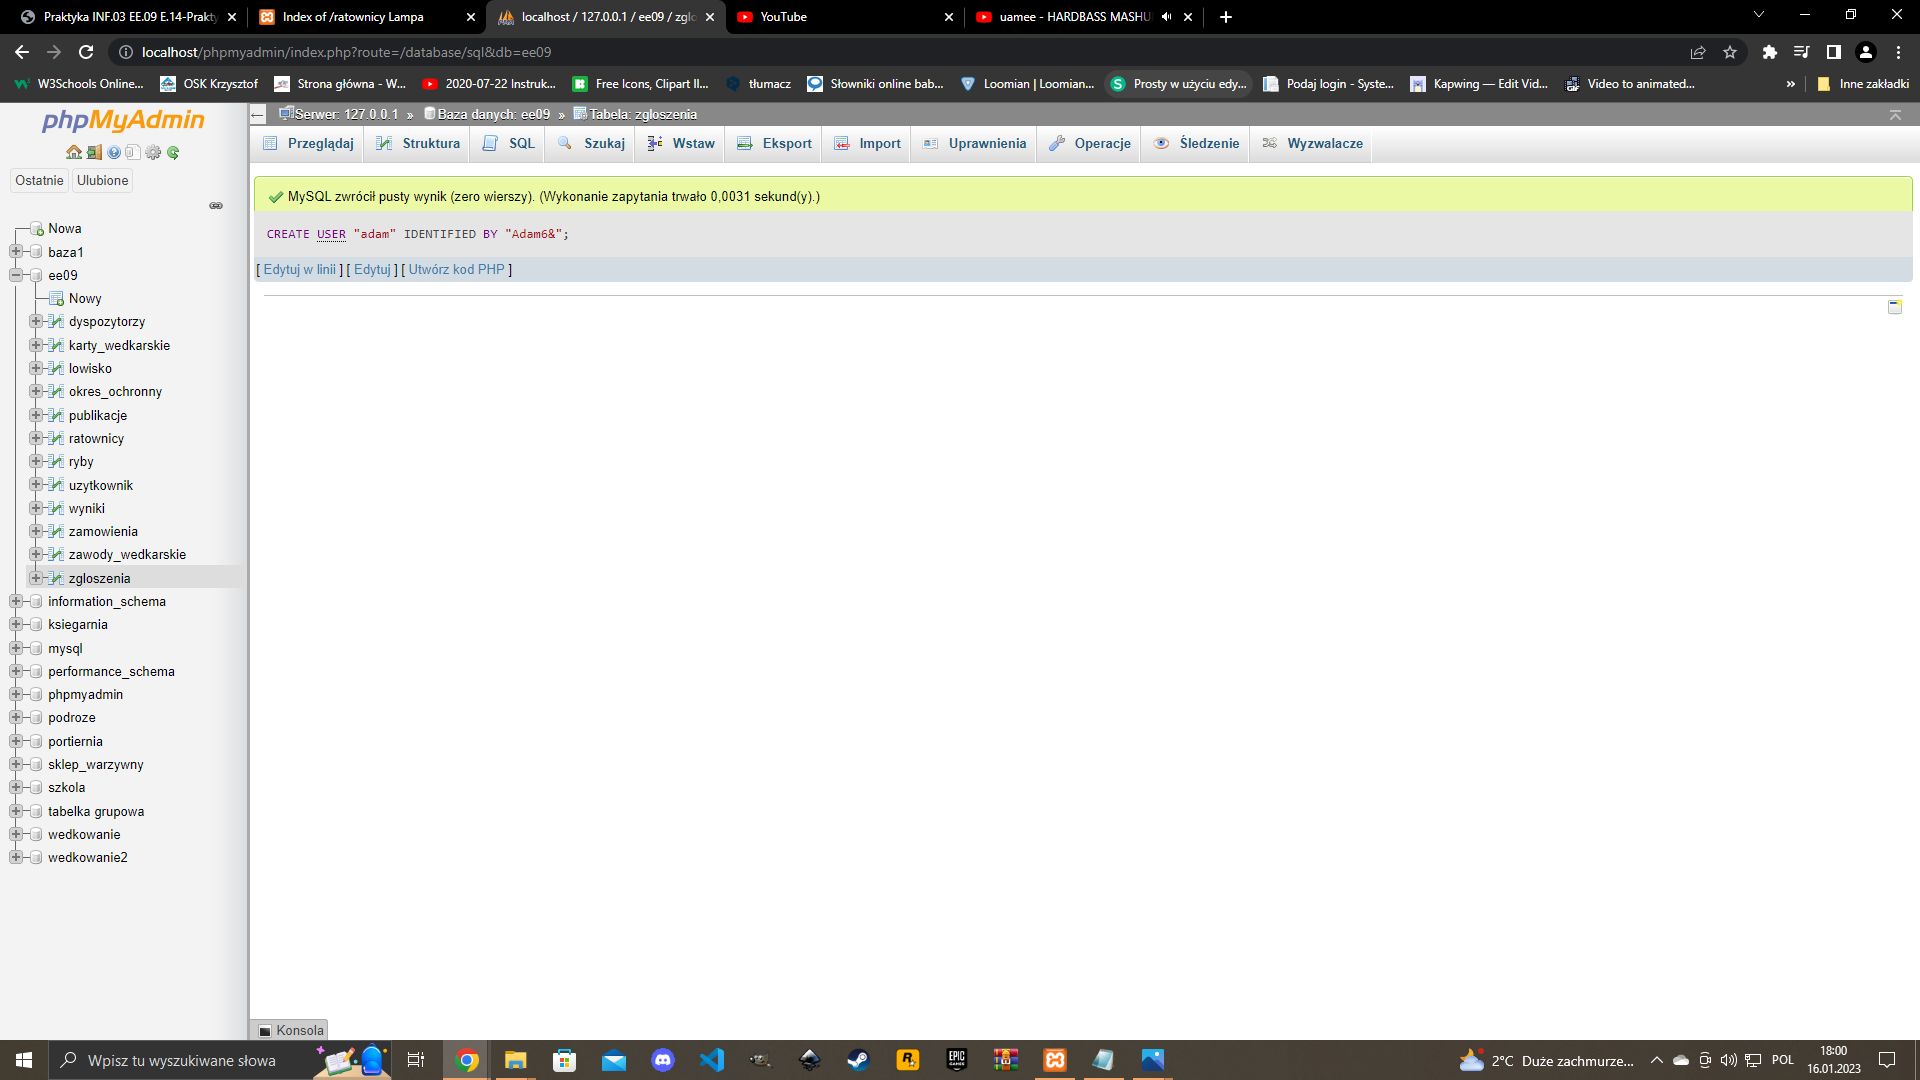 Praktyka INF.03 EE.09 E.14-Prakty
Index of /ratownicy Lampa
localhost / 127.0.0.1 / ee09 / zglo
YouTube
uamee - HARDBASS MASHU
localhost/phpmyadmin/index.php?route=/database/sql&db=ee09
W3Schools Online...
OSK Krzysztof
Strona główna - W...
2020-07-22 Instruk...
Free Icons, Clipart Il...
tłumacz
Słowniki online bab...
Loomian | Loomian...
Prosty w użyciu edy...
Podaj login - Syste...
Kapwing — Edit Vid...
Video to animated...
»
Inne zakładki
phpMyAdmin
Ostatnie
Ulubione
Nowa
baza1
ee09
Nowy
dyspozytorzy
karty_wedkarskie
lowisko
okres_ochronny
publikacje
ratownicy
ryby
uzytkownik
wyniki
zamowienia
zawody_wedkarskie
zgloszenia
information_schema
ksiegarnia
mysql
performance_schema
phpmyadmin
podroze
portiernia
sklep_warzywny
szkola
tabelka grupowa
wedkowanie
wedkowanie2
Serwer: 127.0.0.1 » Baza danych: ee09 » Tabela: zgloszenia
Przeglądaj
Struktura
SQL
Szukaj
Wstaw
Eksport
Import
Uprawnienia
Operacje
Śledzenie
Wyzwalacze
MySQL zwrócił pusty wynik (zero wierszy). (Wykonanie zapytania trwało 0,0031 sekund(y).)
CREATE USER "adam" IDENTIFIED BY "Adam6&";
[ Edytuj w linii ] [ Edytuj ] [ Utwórz kod PHP ]
Konsola
Wpisz tu wyszukiwane słowa
EPIC GAMES
2°C Duże zachmurze...
POL
18:00
16.01.2023